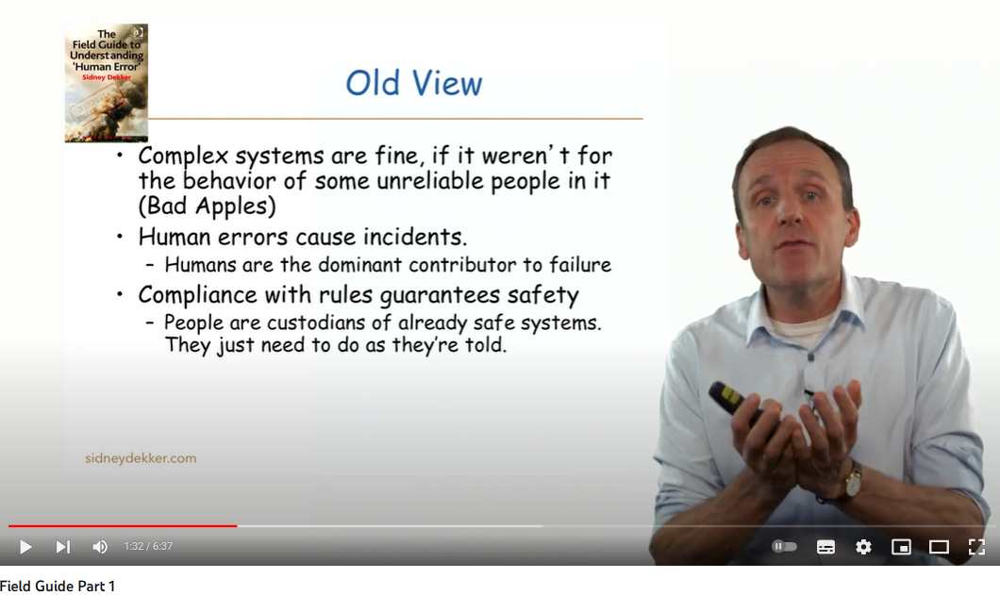 The
Field Guide to
Understanding
'Human Error'
Sidney Dekker
Old View
• Complex systems are fine, if it weren't for
the behavior of some unreliable people in it
(Bad Apples)
• Human errors cause incidents.
– Humans are the dominant contributor to failure
• Compliance with rules guarantees safety
– People are custodians of already safe systems.
They just need to do as they're told.
sidneydekker.com
1:32 / 6:37
Field Guide Part 1